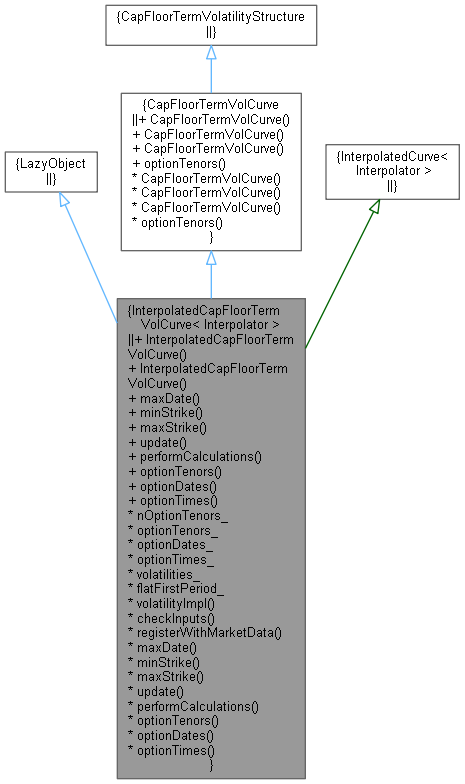 {CapFloorTermVolatilityStructure
||}
{CapFloorTermVolCurve
||+ CapFloorTermVolCurve()
+ CapFloorTermVolCurve()
+ CapFloorTermVolCurve()
+ optionTenors()
* CapFloorTermVolCurve()
* CapFloorTermVolCurve()
* CapFloorTermVolCurve()
* optionTenors()
}
{LazyObject
||}
{InterpolatedCurve<
Interpolator >
||}
{InterpolatedCapFloorTerm
VolCurve< Interpolator >
||+ InterpolatedCapFloorTerm
VolCurve()
+ InterpolatedCapFloorTerm
VolCurve()
+ maxDate()
+ minStrike()
+ maxStrike()
+ update()
+ performCalculations()
+ optionTenors()
+ optionDates()
+ optionTimes()
* nOptionTenors_
* optionTenors_
* optionDates_
* optionTimes_
* volatilities_
* flatFirstPeriod_
* volatilityImpl()
* checkInputs()
* registerWithMarketData()
* maxDate()
* minStrike()
* maxStrike()
* update()
* performCalculations()
* optionTenors()
* optionDates()
* optionTimes()
}